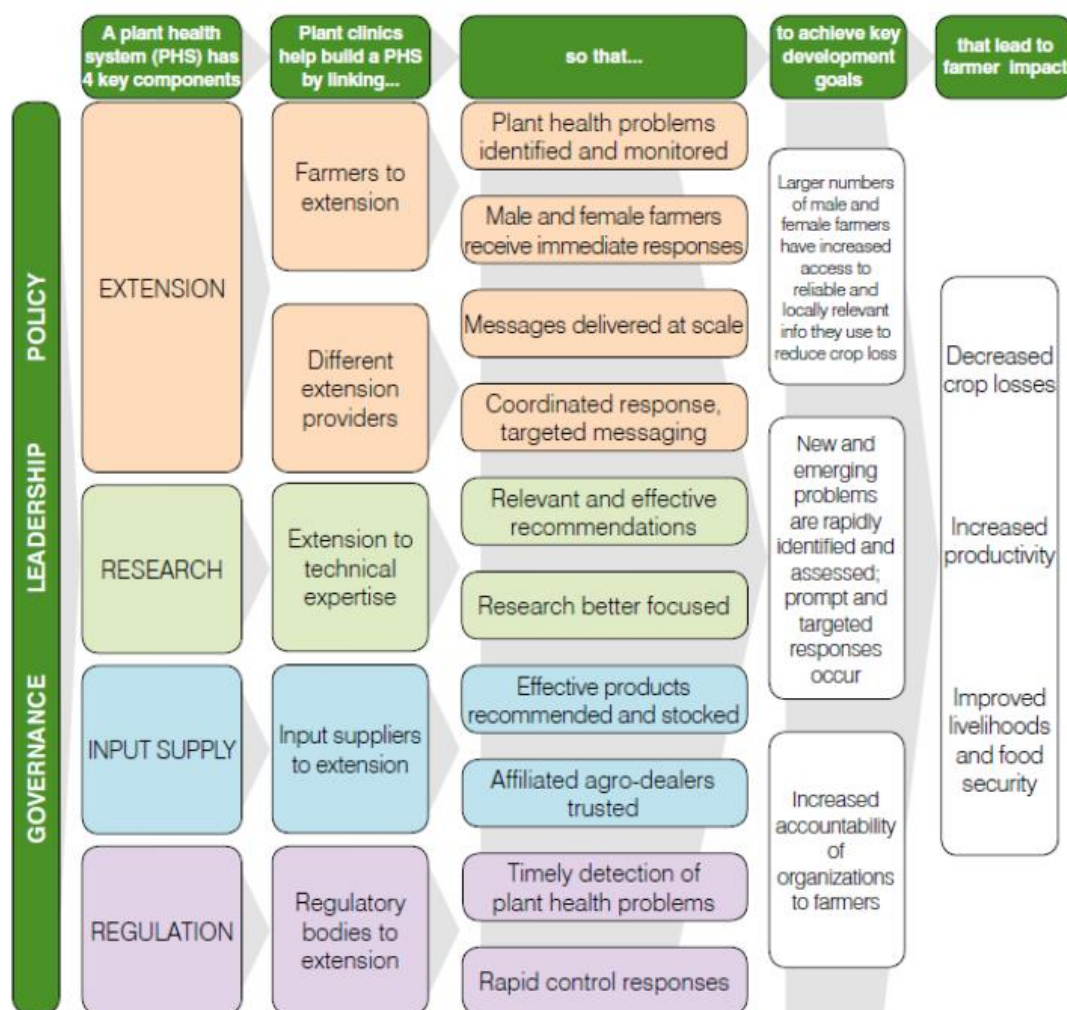 A plant health
system (PHS) has
4 key components
Plant clinics
help build a PHS
by linking...
so that...
to achieve key
development
goals
that lead to
farmer impact
POLICY
LEADERSHIP
GOVERNANCE
EXTENSION
RESEARCH
INPUT SUPPLY
REGULATION
Farmers to
extension
Different
extension
providers
Extension to
technical
expertise
Input suppliers
to extension
Regulatory
bodies to
extension
Plant health problems
identified and monitored
Male and female farmers
receive immediate responses
Messages delivered at scale
Coordinated response,
targeted messaging
Relevant and effective
recommendations
Research better focused
Effective products
recommended and stocked
Affiliated agro-dealers
trusted
Timely detection of
plant health problems
Rapid control responses
Larger numbers
of male and
female farmers
have increased
access to
reliable and
locally relevant
info they use to
reduce crop loss
New and
emerging
problems
are rapidly
identified and
assessed;
prompt and
targeted
responses
occur
Increased
accountability
of
organizations
to farmers
Decreased
crop losses
Increased
productivity
Improved
livelihoods
and food
security